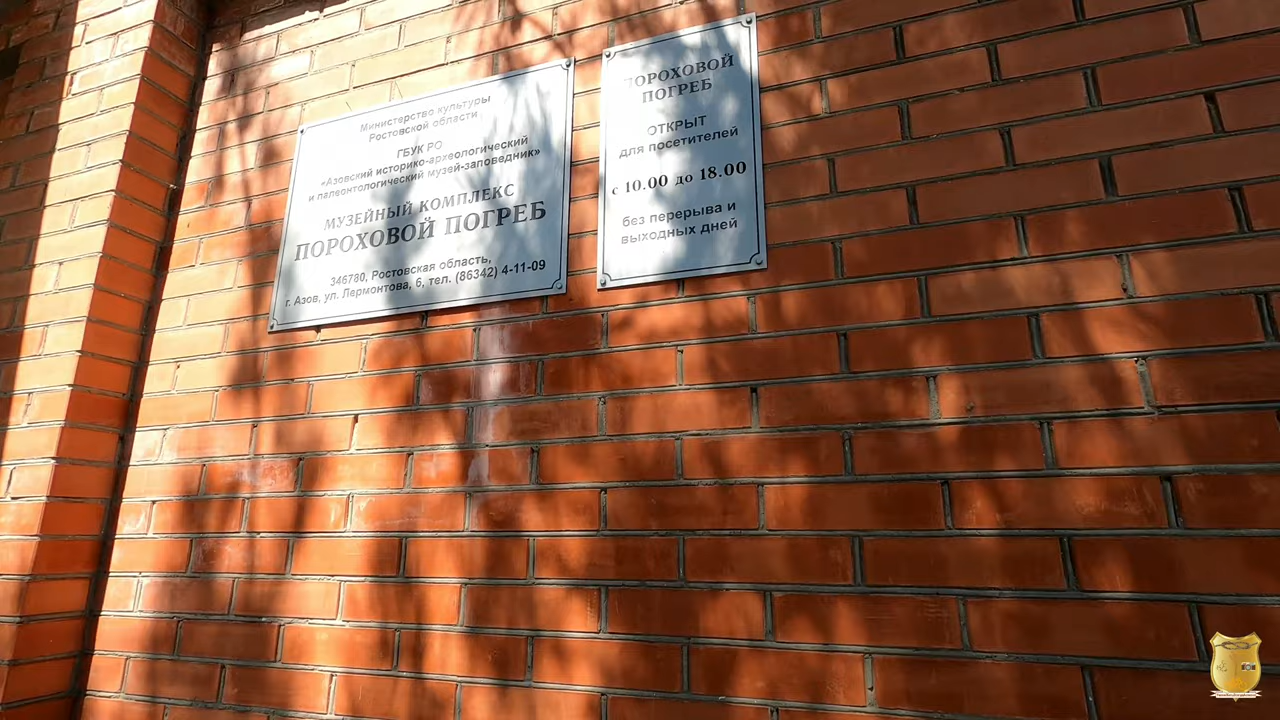 Министерство культуры
Ростовской области
ГБУК РО
«Азовский историко-археологический
и палеонтологический музей-заповедник»
МУЗЕЙНЫЙ КОМПЛЕКС
ПОРОХОВОЙ ПОГРЕБ
346780, Ростовская область,
г. Азов, ул. Лермонтова, 6, тел. (86342) 4-11-09
ПОРОХОВОЙ
ПОГРЕБ
ОТКРЫТ
для посетителей
с 10.00 до 18.00
без перерыва и
выходных дней